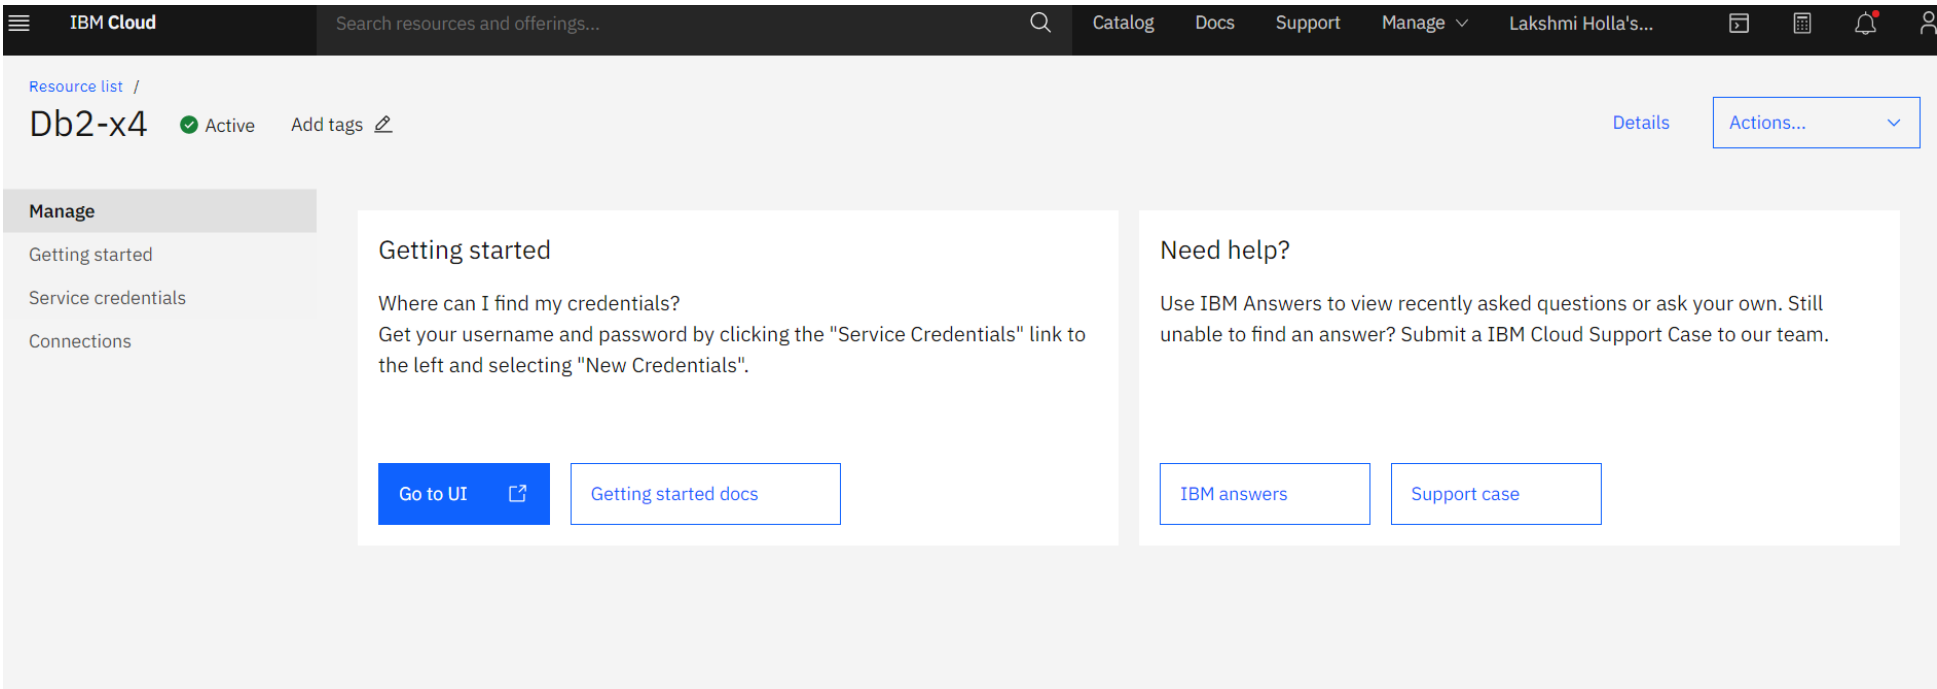 IBM Cloud
Search resources and offerings...
Catalog
Docs
Support
Manage
Lakshmi Holla's...
Resource list /
Db2-x4
Active
Add tags
Details
Actions...
Manage
Getting started
Service credentials
Connections
Getting started
Where can I find my credentials?
Get your username and password by clicking the "Service Credentials" link to
the left and selecting "New Credentials".
Go to UI
Getting started docs
Need help?
Use IBM Answers to view recently asked questions or ask your own. Still
unable to find an answer? Submit a IBM Cloud Support Case to our team.
IBM answers
Support case